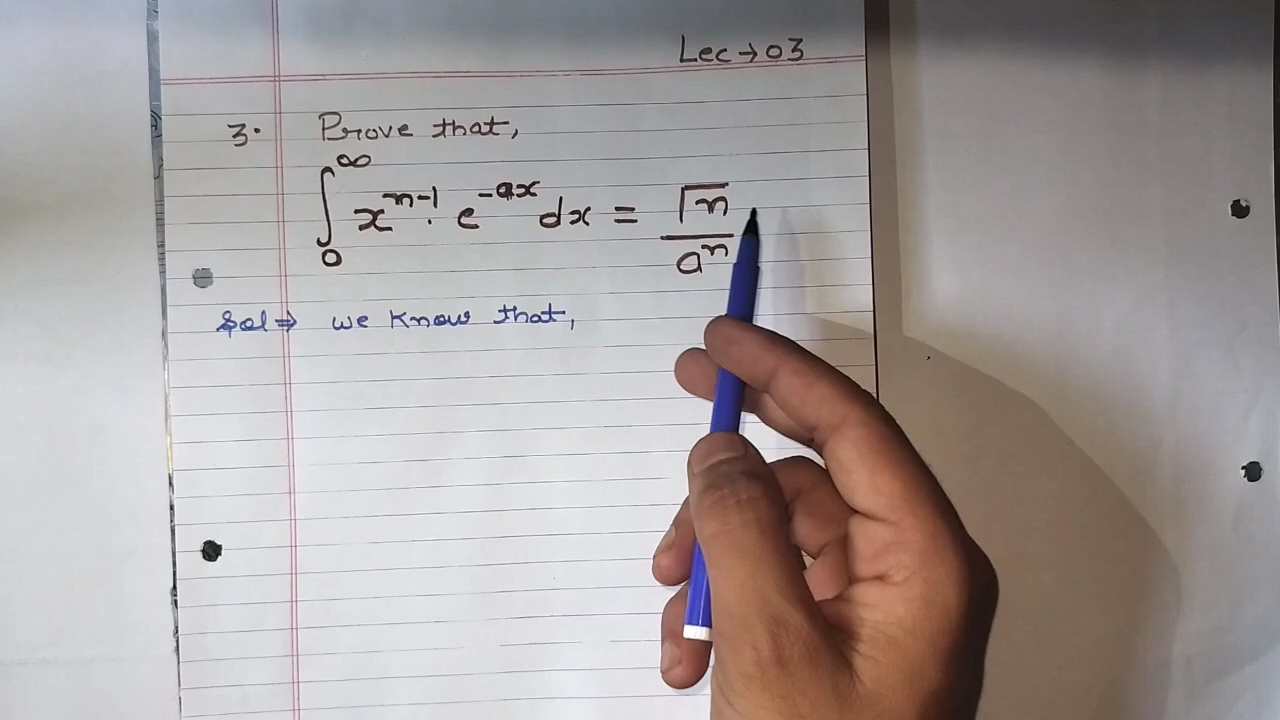 Lec → 03
3. Prove that,
∫₀^∞ x^{n-1} · e^{-ax} dx = Γn / a^n
Sol ⇒ we know that,